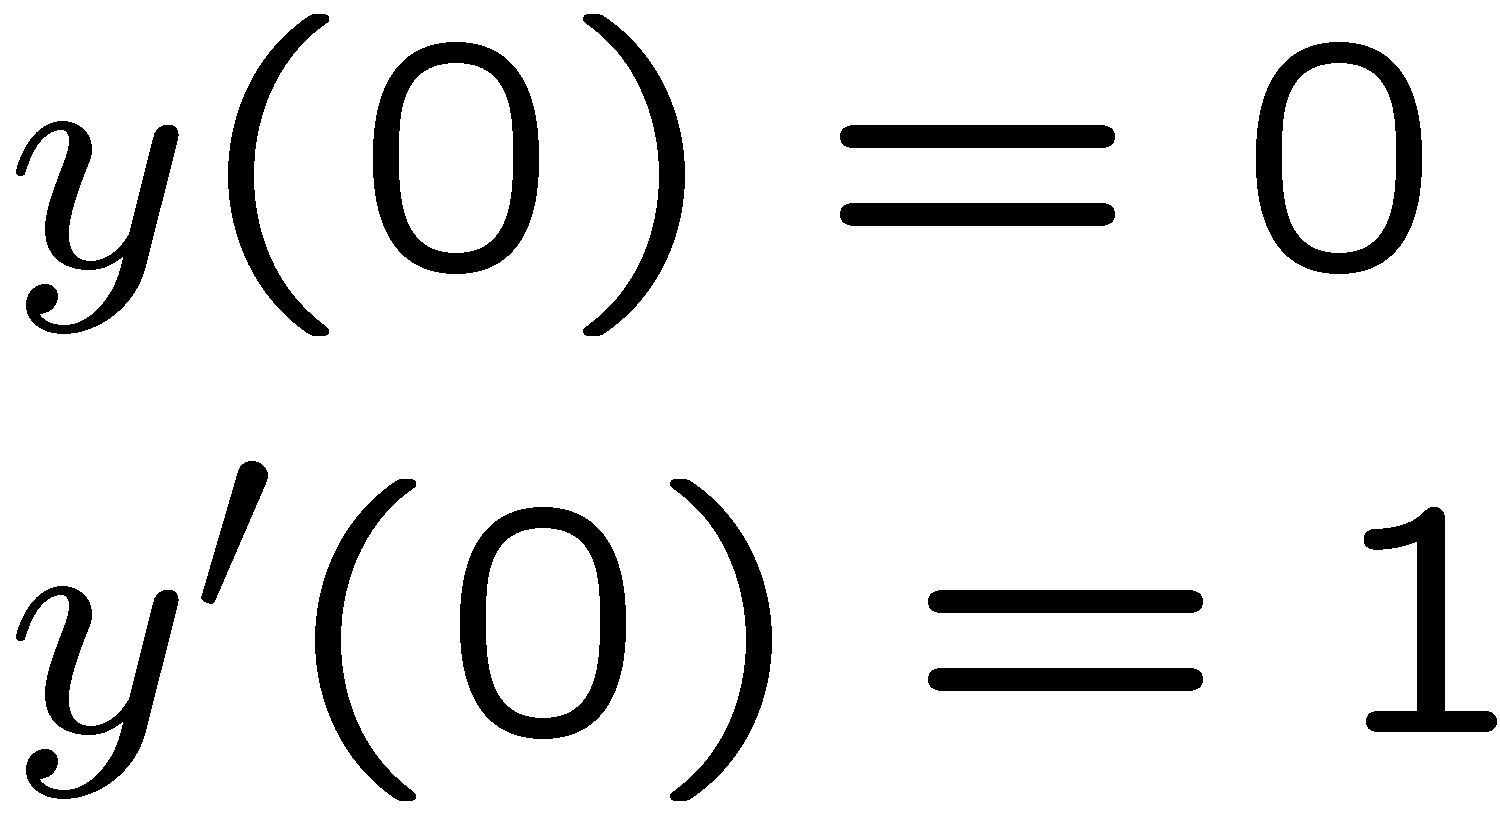 y(0) = 0
y′(0) = 1